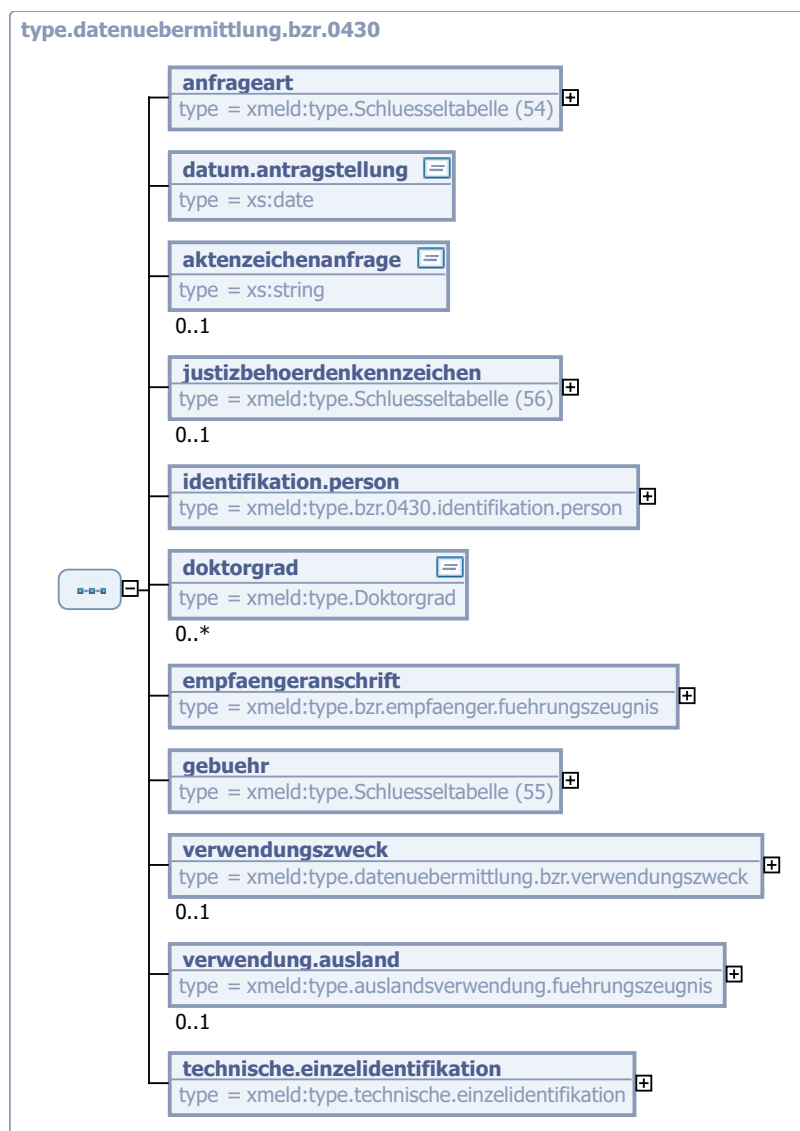 type.datenuebermittlung.bzr.0430
anfrageart
type = xmeld:type.Schluesseltabelle (54)
datum.antragstellung
type = xs:date
aktenzeichenanfrage
type = xs:string
0..1
justizbehoerdenkennzeichen
type = xmeld:type.Schluesseltabelle (56)
0..1
identifikation.person
type = xmeld:type.bzr.0430.identifikation.person
doktorgrad
type = xmeld:type.Doktorgrad
0..*
empfaengeranschrift
type = xmeld:type.bzr.empfaenger.fuehrungszeugnis
gebuehr
type = xmeld:type.Schluesseltabelle (55)
verwendungszweck
type = xmeld:type.datenuebermittlung.bzr.verwendungszweck
0..1
verwendung.ausland
type = xmeld:type.auslandsverwendung.fuehrungszeugnis
0..1
technische.einzelidentifikation
type = xmeld:type.technische.einzelidentifikation